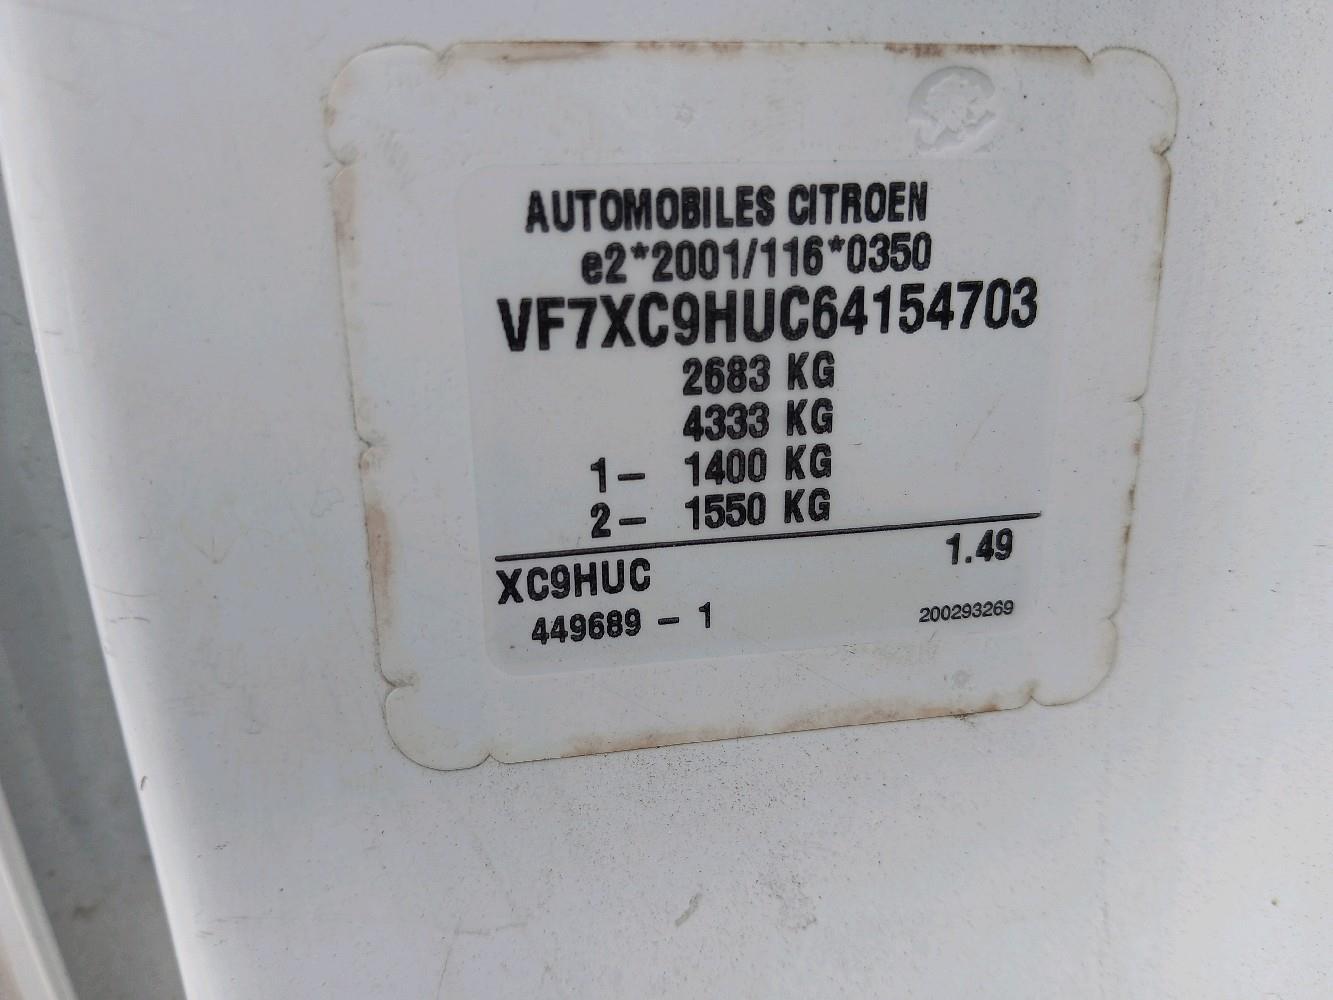 AUTOMOBILES CITROEN
e2*2001/116*0350
VF7XC9HUC64154703
2683 KG
4333 KG
1- 1400 KG
2- 1550 KG
XC9HUC 1.49
449689 - 1 200293269